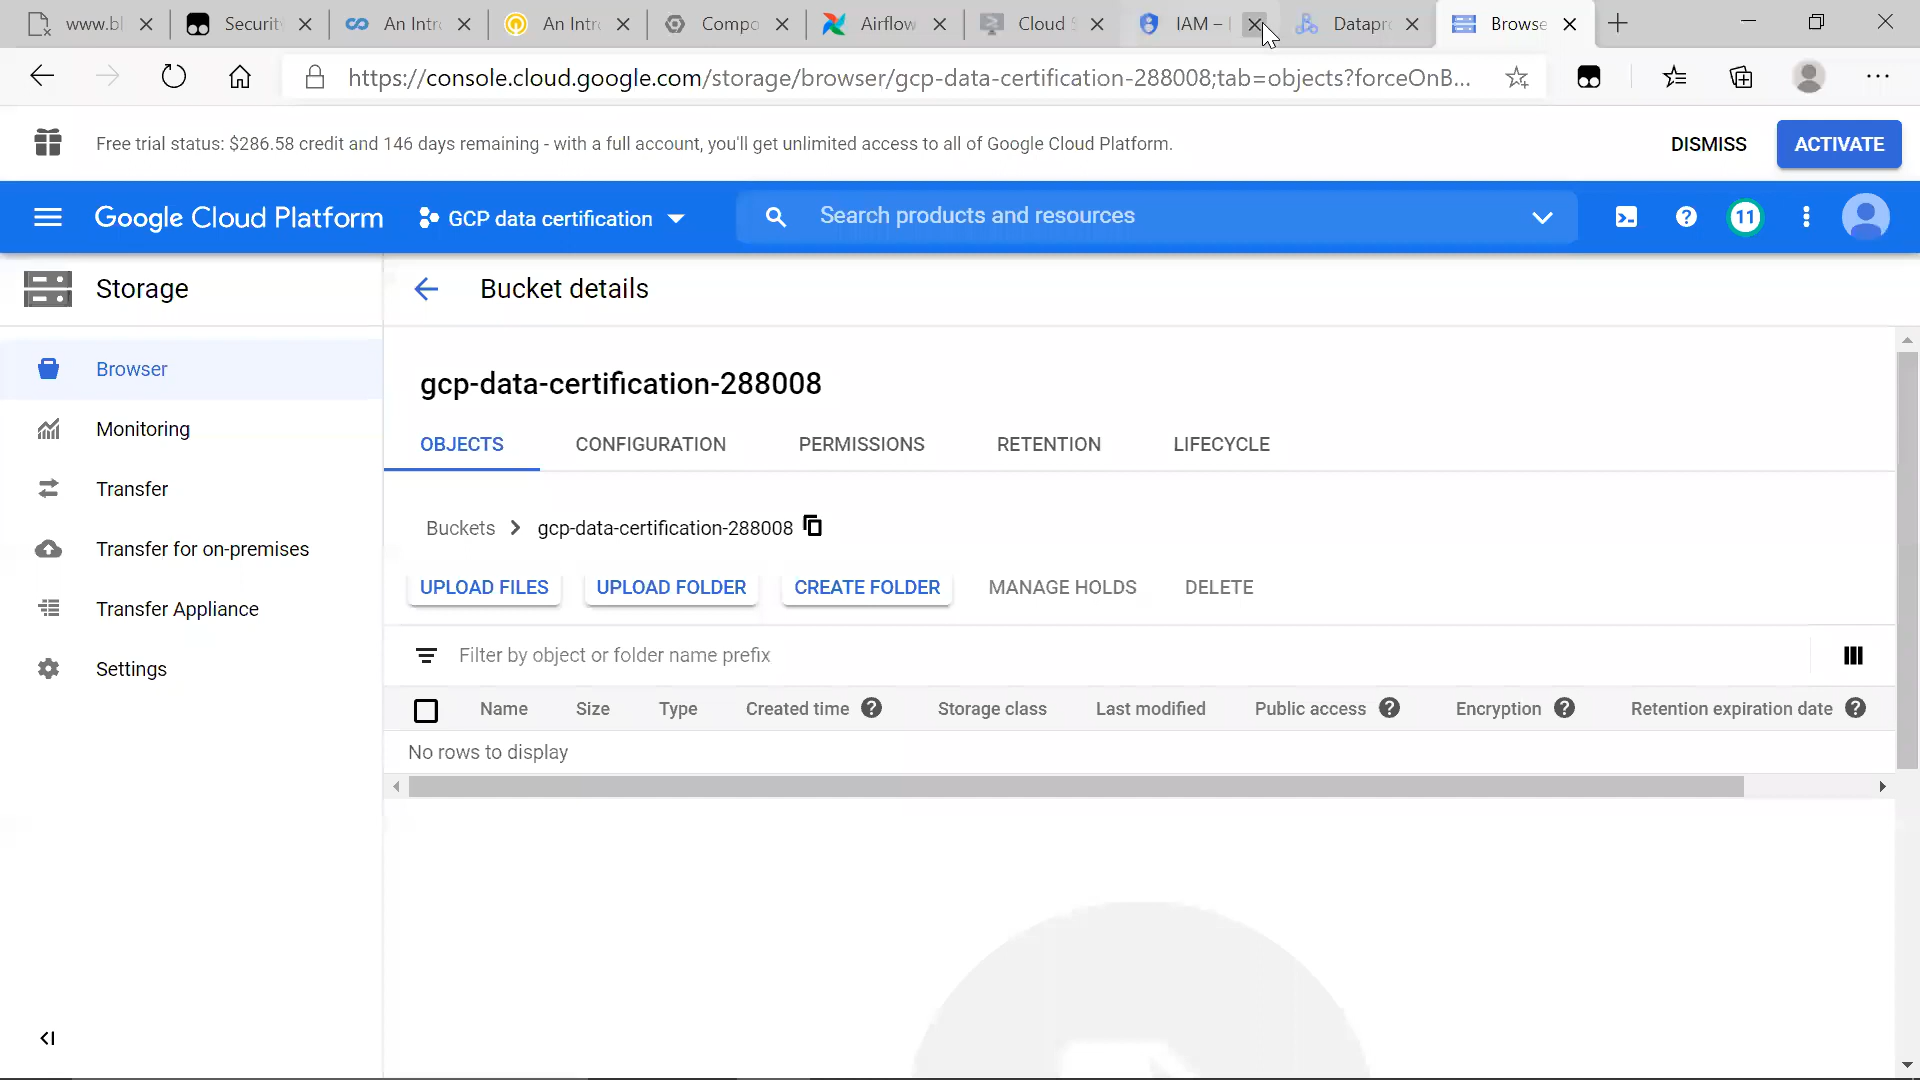 www.bl
Securit
An Intro
An Intro
Compo
Airflow
Cloud S
IAM –
Datapro
Browse
https://console.cloud.google.com/storage/browser/gcp-data-certification-288008;tab=objects?forceOnB...
Free trial status: $286.58 credit and 146 days remaining - with a full account, you'll get unlimited access to all of Google Cloud Platform.
DISMISS
ACTIVATE
Google Cloud Platform
GCP data certification
Search products and resources
11
Storage
Bucket details
Browser
Monitoring
Transfer
Transfer for on-premises
Transfer Appliance
Settings
gcp-data-certification-288008
OBJECTS
CONFIGURATION
PERMISSIONS
RETENTION
LIFECYCLE
Buckets > gcp-data-certification-288008
UPLOAD FILES
UPLOAD FOLDER
CREATE FOLDER
MANAGE HOLDS
DELETE
Filter by object or folder name prefix
Name
Size
Type
Created time
Storage class
Last modified
Public access
Encryption
Retention expiration date
No rows to display